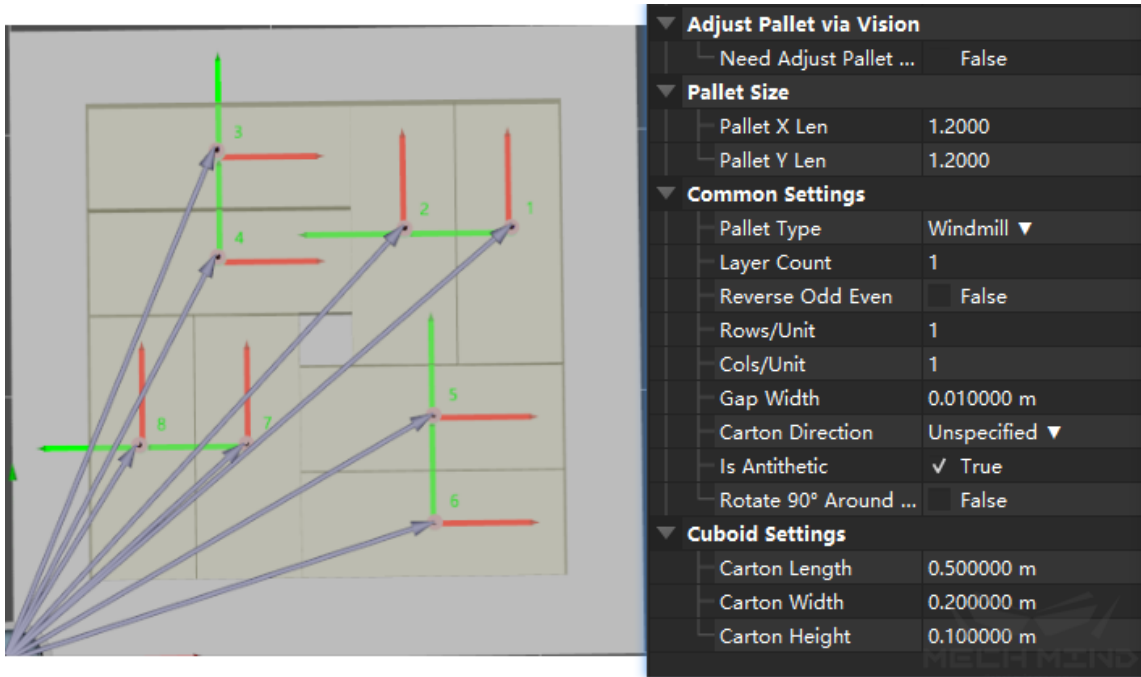 3
2
1
4
5
8
7
6
Adjust Pallet via Vision
Need Adjust Pallet ... False
Pallet Size
Pallet X Len 1.2000
Pallet Y Len 1.2000
Common Settings
Pallet Type Windmill ▼
Layer Count 1
Reverse Odd Even False
Rows/Unit 1
Cols/Unit 1
Gap Width 0.010000 m
Carton Direction Unspecified ▼
Is Antithetic ✓ True
Rotate 90° Around ... False
Cuboid Settings
Carton Length 0.500000 m
Carton Width 0.200000 m
Carton Height 0.100000 m
MECH MIND